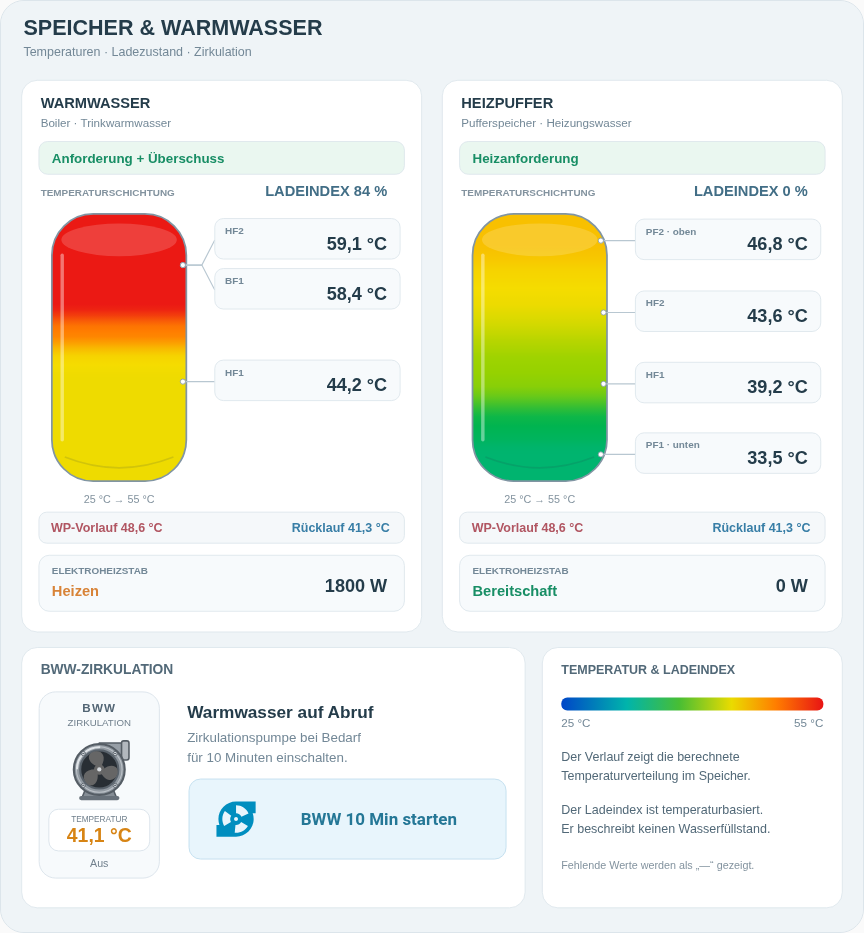 SPEICHER & WARMWASSER
Temperaturen · Ladezustand · Zirkulation
WARMWASSER
Boiler · Trinkwarmwasser
Anforderung + Überschuss
TEMPERATURSCHICHTUNG
LADEINDEX 84 %
HF2
59,1 °C
BF1
58,4 °C
HF1
44,2 °C
25 °C → 55 °C
WP-Vorlauf 48,6 °C
Rücklauf 41,3 °C
ELEKTROHEIZSTAB
Heizen
1800 W
HEIZPUFFER
Pufferspeicher · Heizungswasser
Heizanforderung
TEMPERATURSCHICHTUNG
LADEINDEX 0 %
PF2 · oben
46,8 °C
HF2
43,6 °C
HF1
39,2 °C
PF1 · unten
33,5 °C
25 °C → 55 °C
WP-Vorlauf 48,6 °C
Rücklauf 41,3 °C
ELEKTROHEIZSTAB
Bereitschaft
0 W
BWW-ZIRKULATION
BWW
ZIRKULATION
TEMPERATUR
41,1 °C
Aus
Warmwasser auf Abruf
Zirkulationspumpe bei Bedarf
für 10 Minuten einschalten.
BWW 10 Min starten
TEMPERATUR & LADEINDEX
25 °C
55 °C
Der Verlauf zeigt die berechnete
Temperaturverteilung im Speicher.
Der Ladeindex ist temperaturbasiert.
Er beschreibt keinen Wasserfüllstand.
Fehlende Werte werden als „—“ gezeigt.